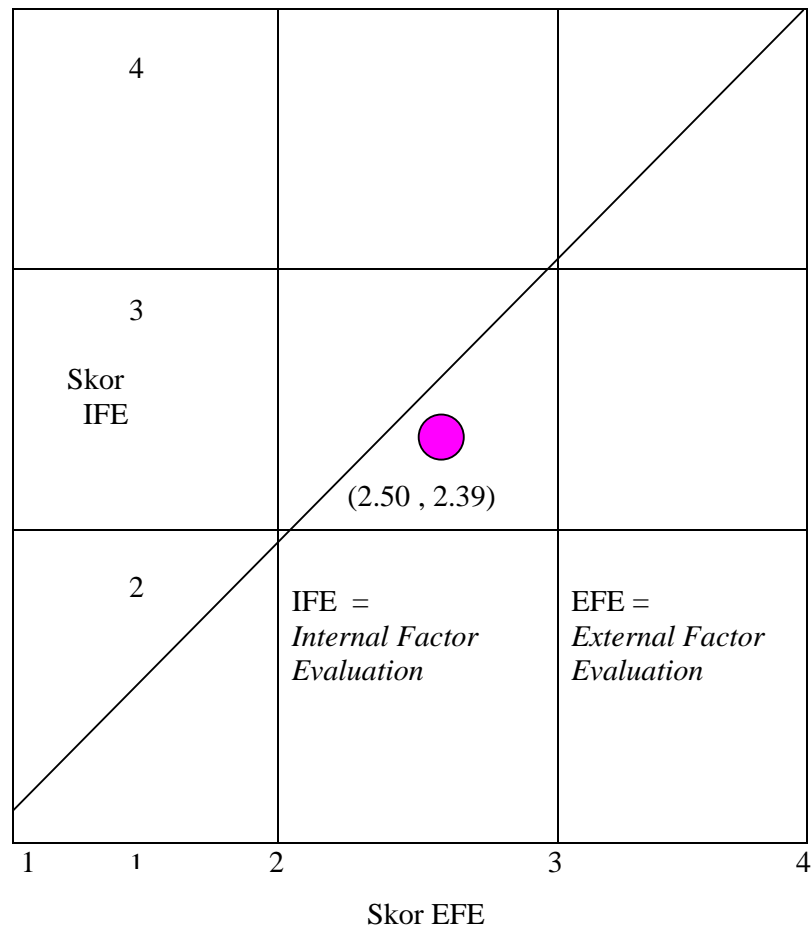 4
3
Skor
IFE
(2.50 , 2.39)
2
IFE =
Internal Factor
Evaluation
EFE =
External Factor
Evaluation
1 1 2 3 4
Skor EFE